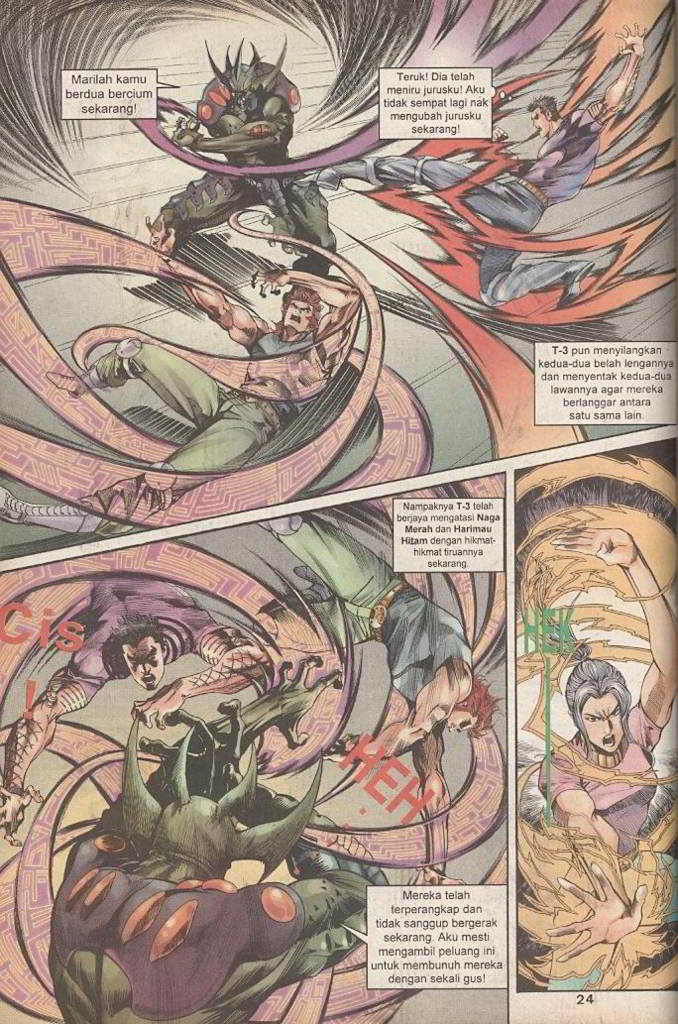 Marilah kamu
berdua bercium
sekarang!
Teruk! Dia telah
meniru jurusku! Aku
tidak sempat lagi nak
mengubah jurusku
sekarang!
T-3 pun menyilangkan
kedua-dua belah lengannya
dan menyentak kedua-dua
lawannya agar mereka
berlanggar antara
satu sama lain.
Nampaknya T-3 telah
berjaya mengatasi Naga
Merah dan Harimau
Hitam dengan hikmat-
hikmat tiruannya
sekarang.
Cis
!
HEH
.
HEK
!
Mereka telah
terperangkap dan
tidak sanggup bergerak
sekarang. Aku mesti
mengambil peluang ini
untuk membunuh mereka
dengan sekali gus!
24